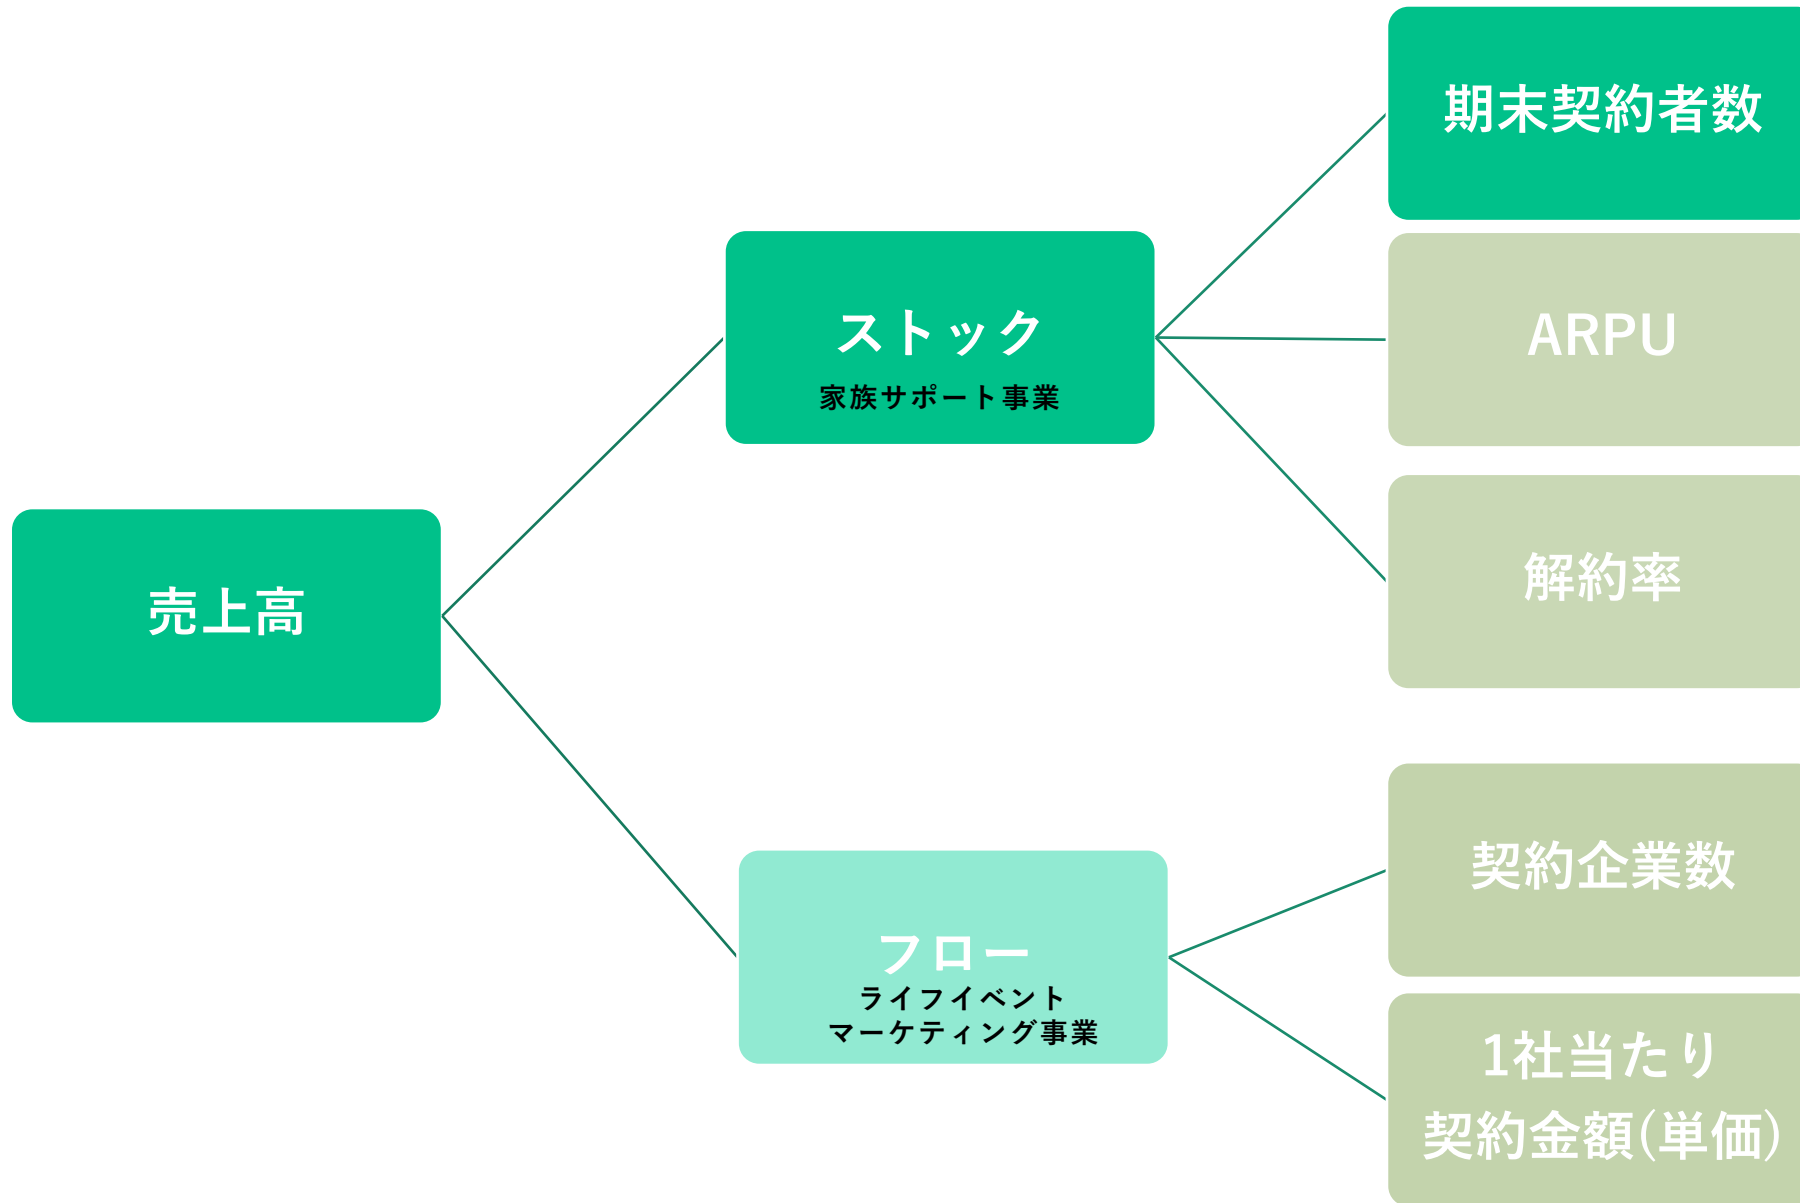 売上高
ストック
家族サポート事業
期末契約者数
ARPU
解約率
フロー
ライフイベント
マーケティング事業
契約企業数
1社当たり
契約金額(単価)